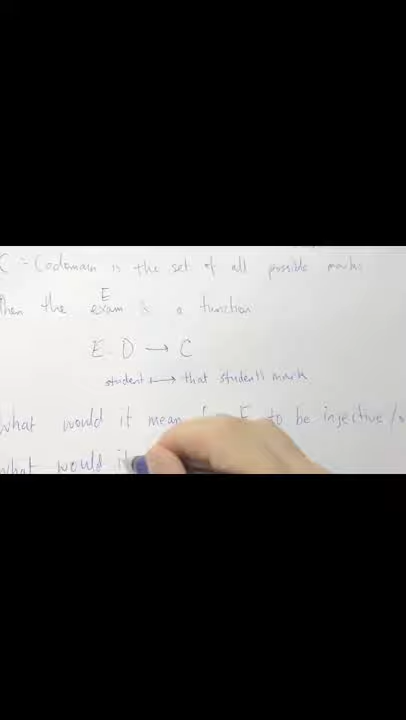 C = Codomain is the set of all possible marks
Then the exam E is a function
E: D → C
student ⟼ that student's mark
What would it mean E to be injective /
What would it